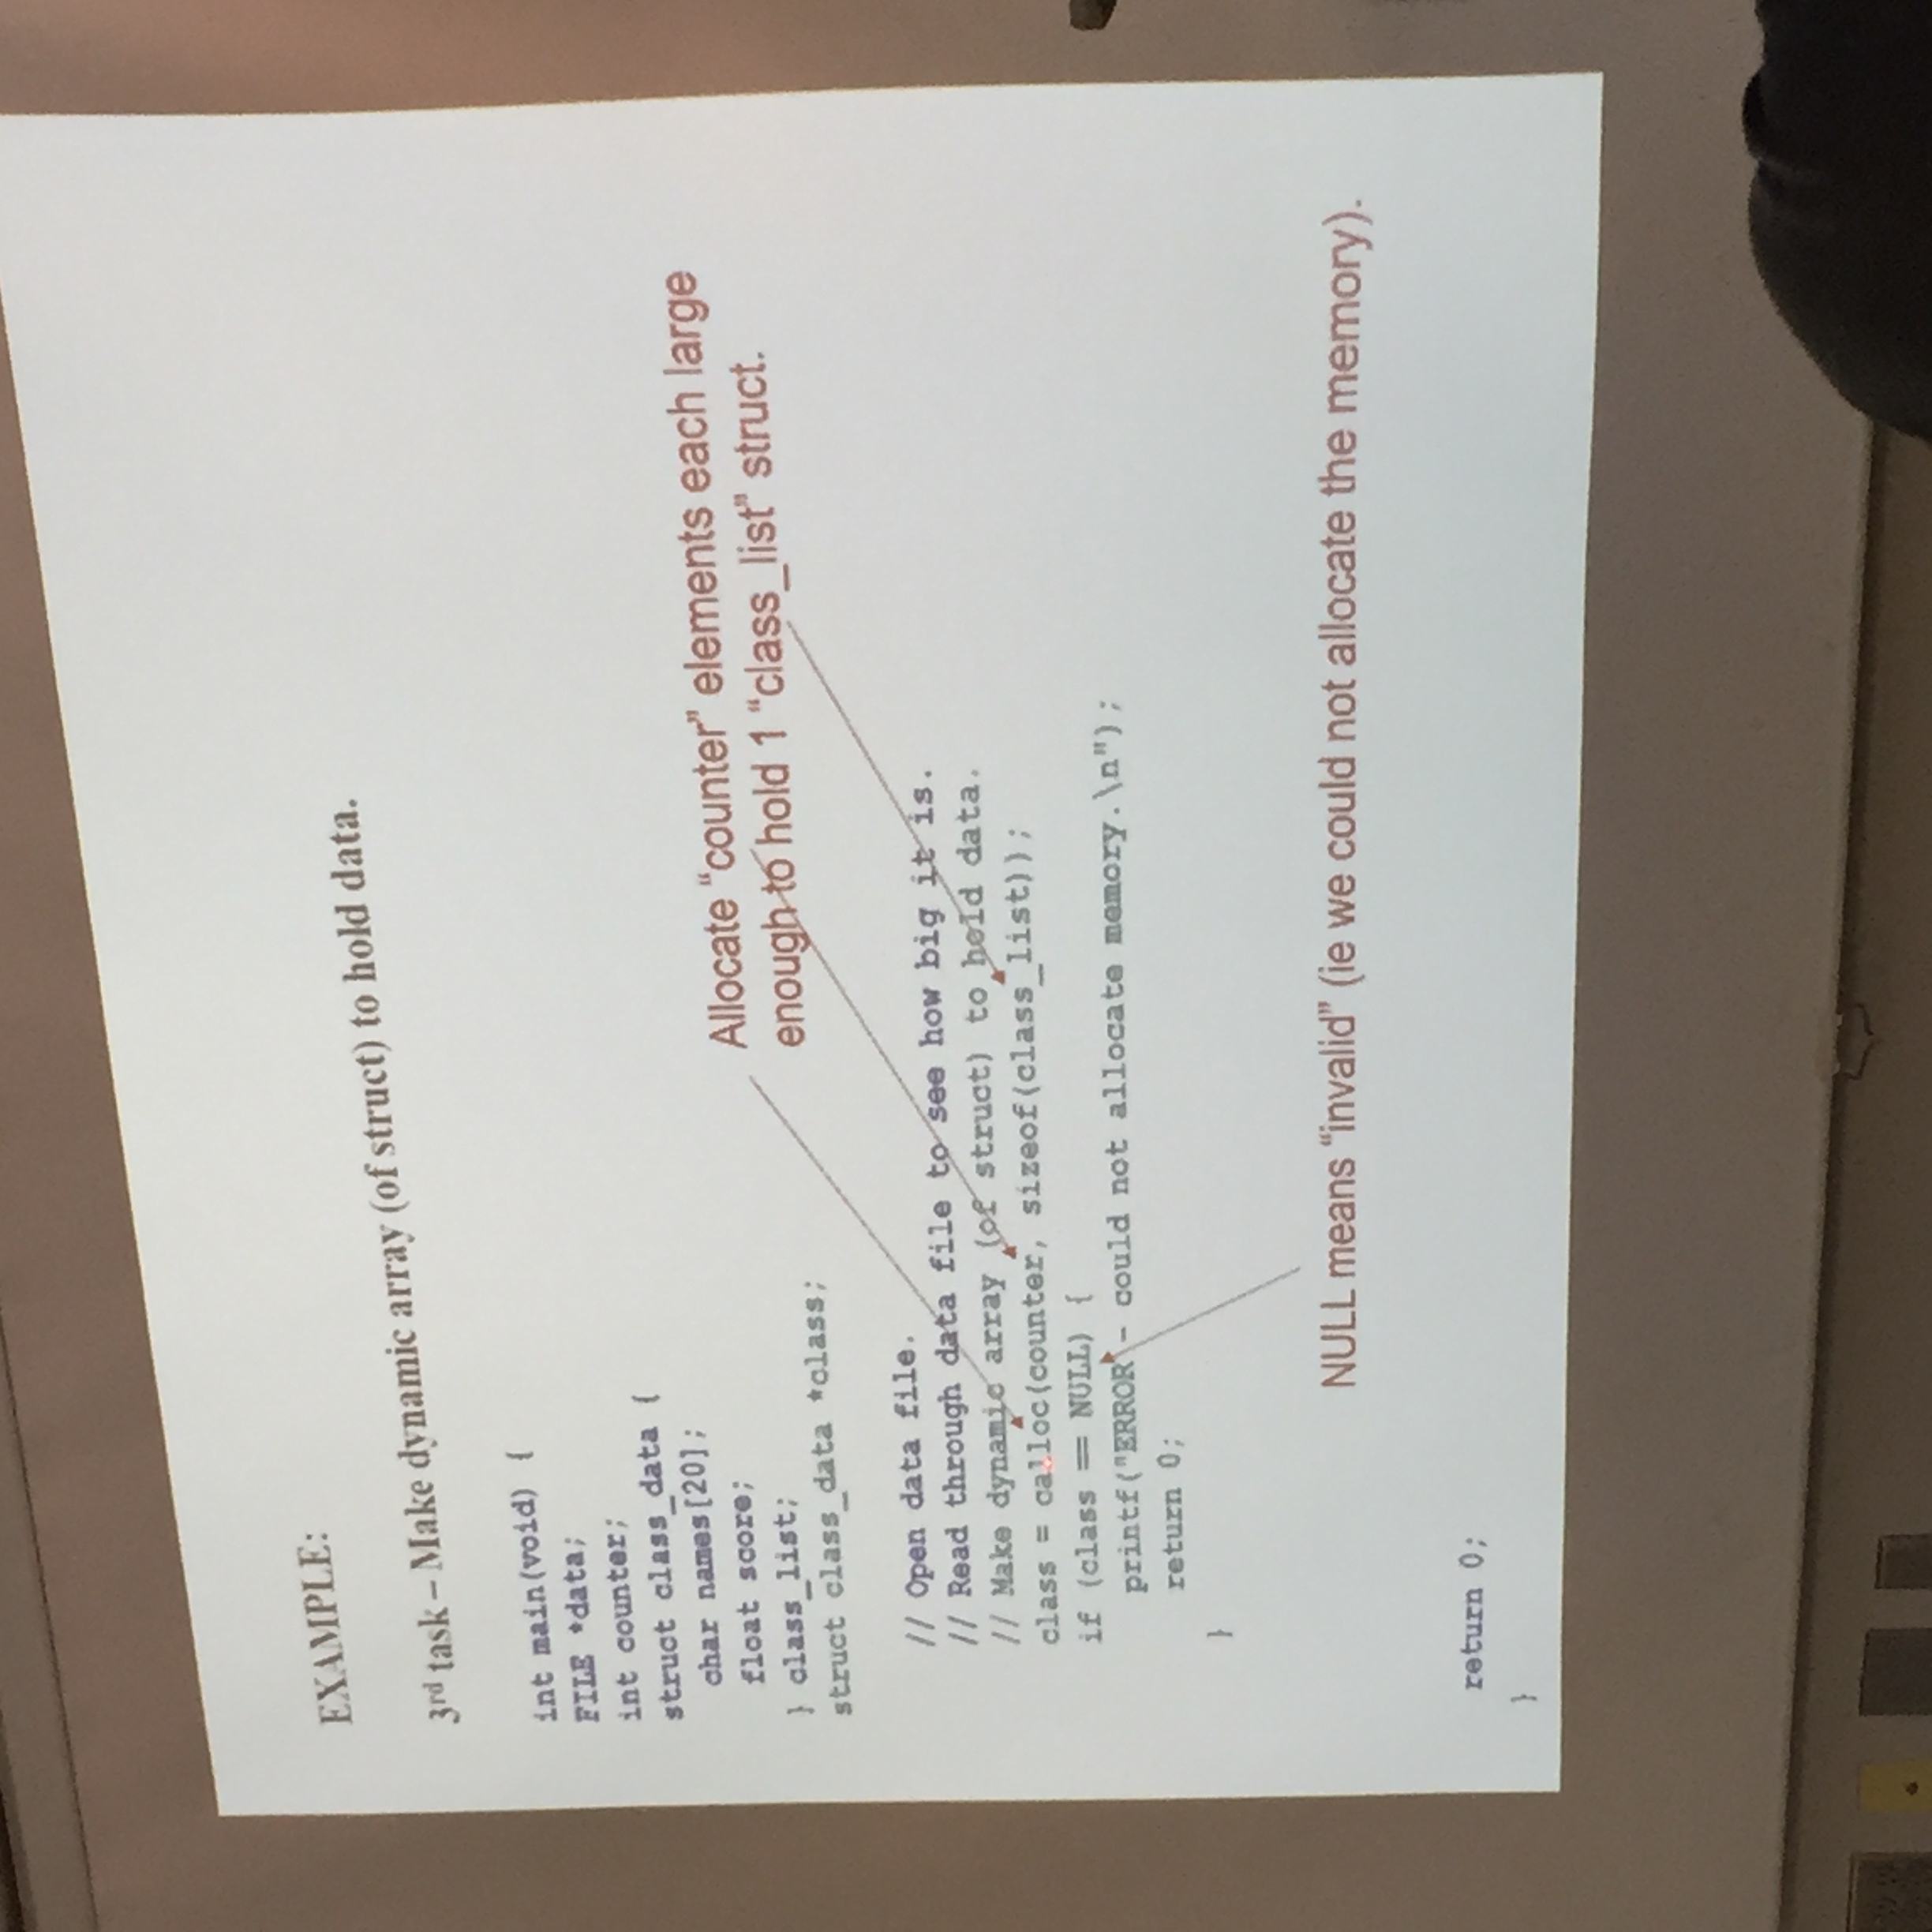 EXAMPLE:
3rd task – Make dynamic array (of struct) to hold data.
int main(void) {
FILE *data;
int counter;
struct class_data {
char names[20];
float score;
} class_list;
struct class_data *class;
Allocate “counter” elements each large
enough to hold 1 “class_list” struct.
// Open data file.
// Read through data file to see how big it is.
// Make dynamic array (of struct) to hold data.
class = calloc(counter, sizeof(class_list));
if (class == NULL) {
printf("ERROR - could not allocate memory.\n");
return 0;
}
NULL means “invalid” (ie we could not allocate the memory).
return 0;
}